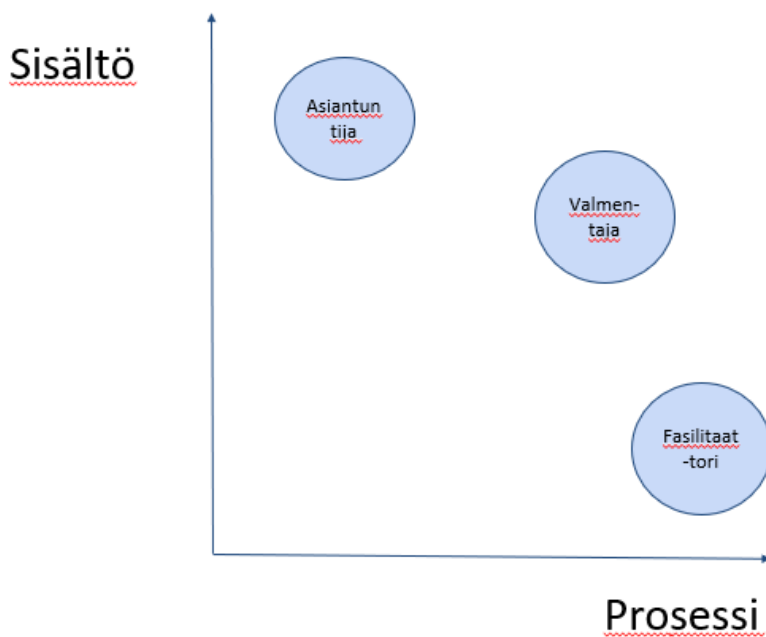 Sisältö
Asiantun
tija
Valmen-
taja
Fasilitaat
-tori
Prosessi